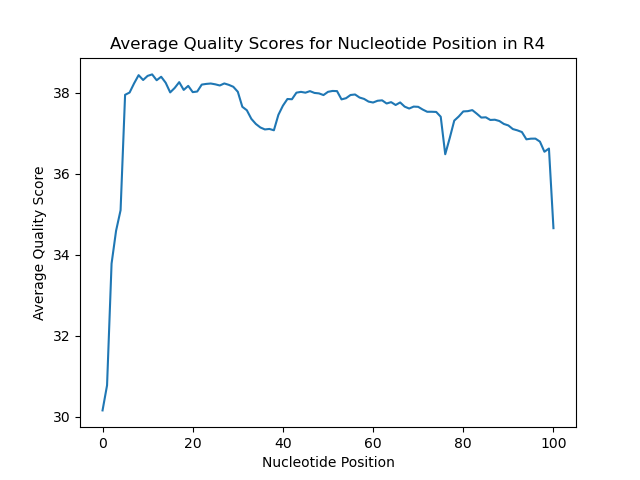 Average Quality Scores for Nucleotide Position in R4
Average Quality Score
38
36
34
32
30
0 20 40 60 80 100
Nucleotide Position